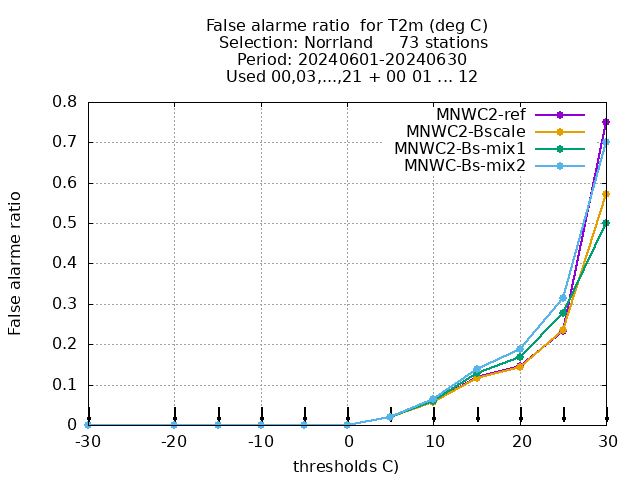 False alarme ratio  for T2m (deg C)
Selection: Norrland     73 stations
Period: 20240601-20240630
Used 00,03,...,21 + 00 01 ... 12
MNWC2-ref
MNWC2-Bscale
MNWC2-Bs-mix1
MNWC-Bs-mix2
False alarme ratio
0.8
0.7
0.6
0.5
0.4
0.3
0.2
0.1
0
-30 -20 -10 0 10 20 30
thresholds C)